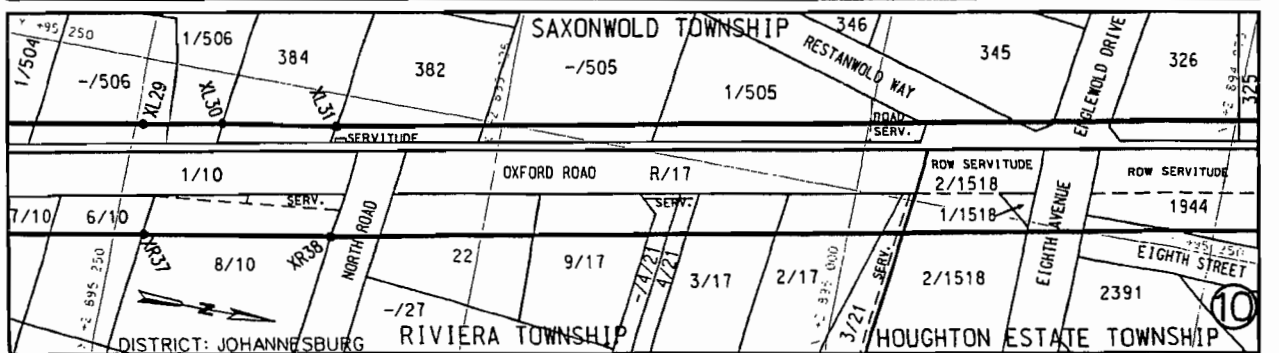 SAXONWOLD TOWNSHIP
Y +95 250
1/504
-/506
1/506
384
382
-/505
1/505
346
RESTANWOLD WAY
345
ENGLEWOLD DRIVE
326
325
XL29
XL30
XL31
SERVITUDE
ROAD
SERV.
1/10
OXFORD ROAD
R/17
ROW SERVITUDE
2/1518
1/1518
ROW SERVITUDE
1944
7/10
6/10
SERV.
SERV.
XR37
8/10
XR38
NORTH ROAD
22
9/17
-/4/21
4/21
3/17
2/17
3/21
SERV.
2/1518
EIGHTH AVENUE
EIGHTH STREET
2391
10
N
-/27
DISTRICT: JOHANNESBURG
RIVIERA TOWNSHIP
HOUGHTON ESTATE TOWNSHIP